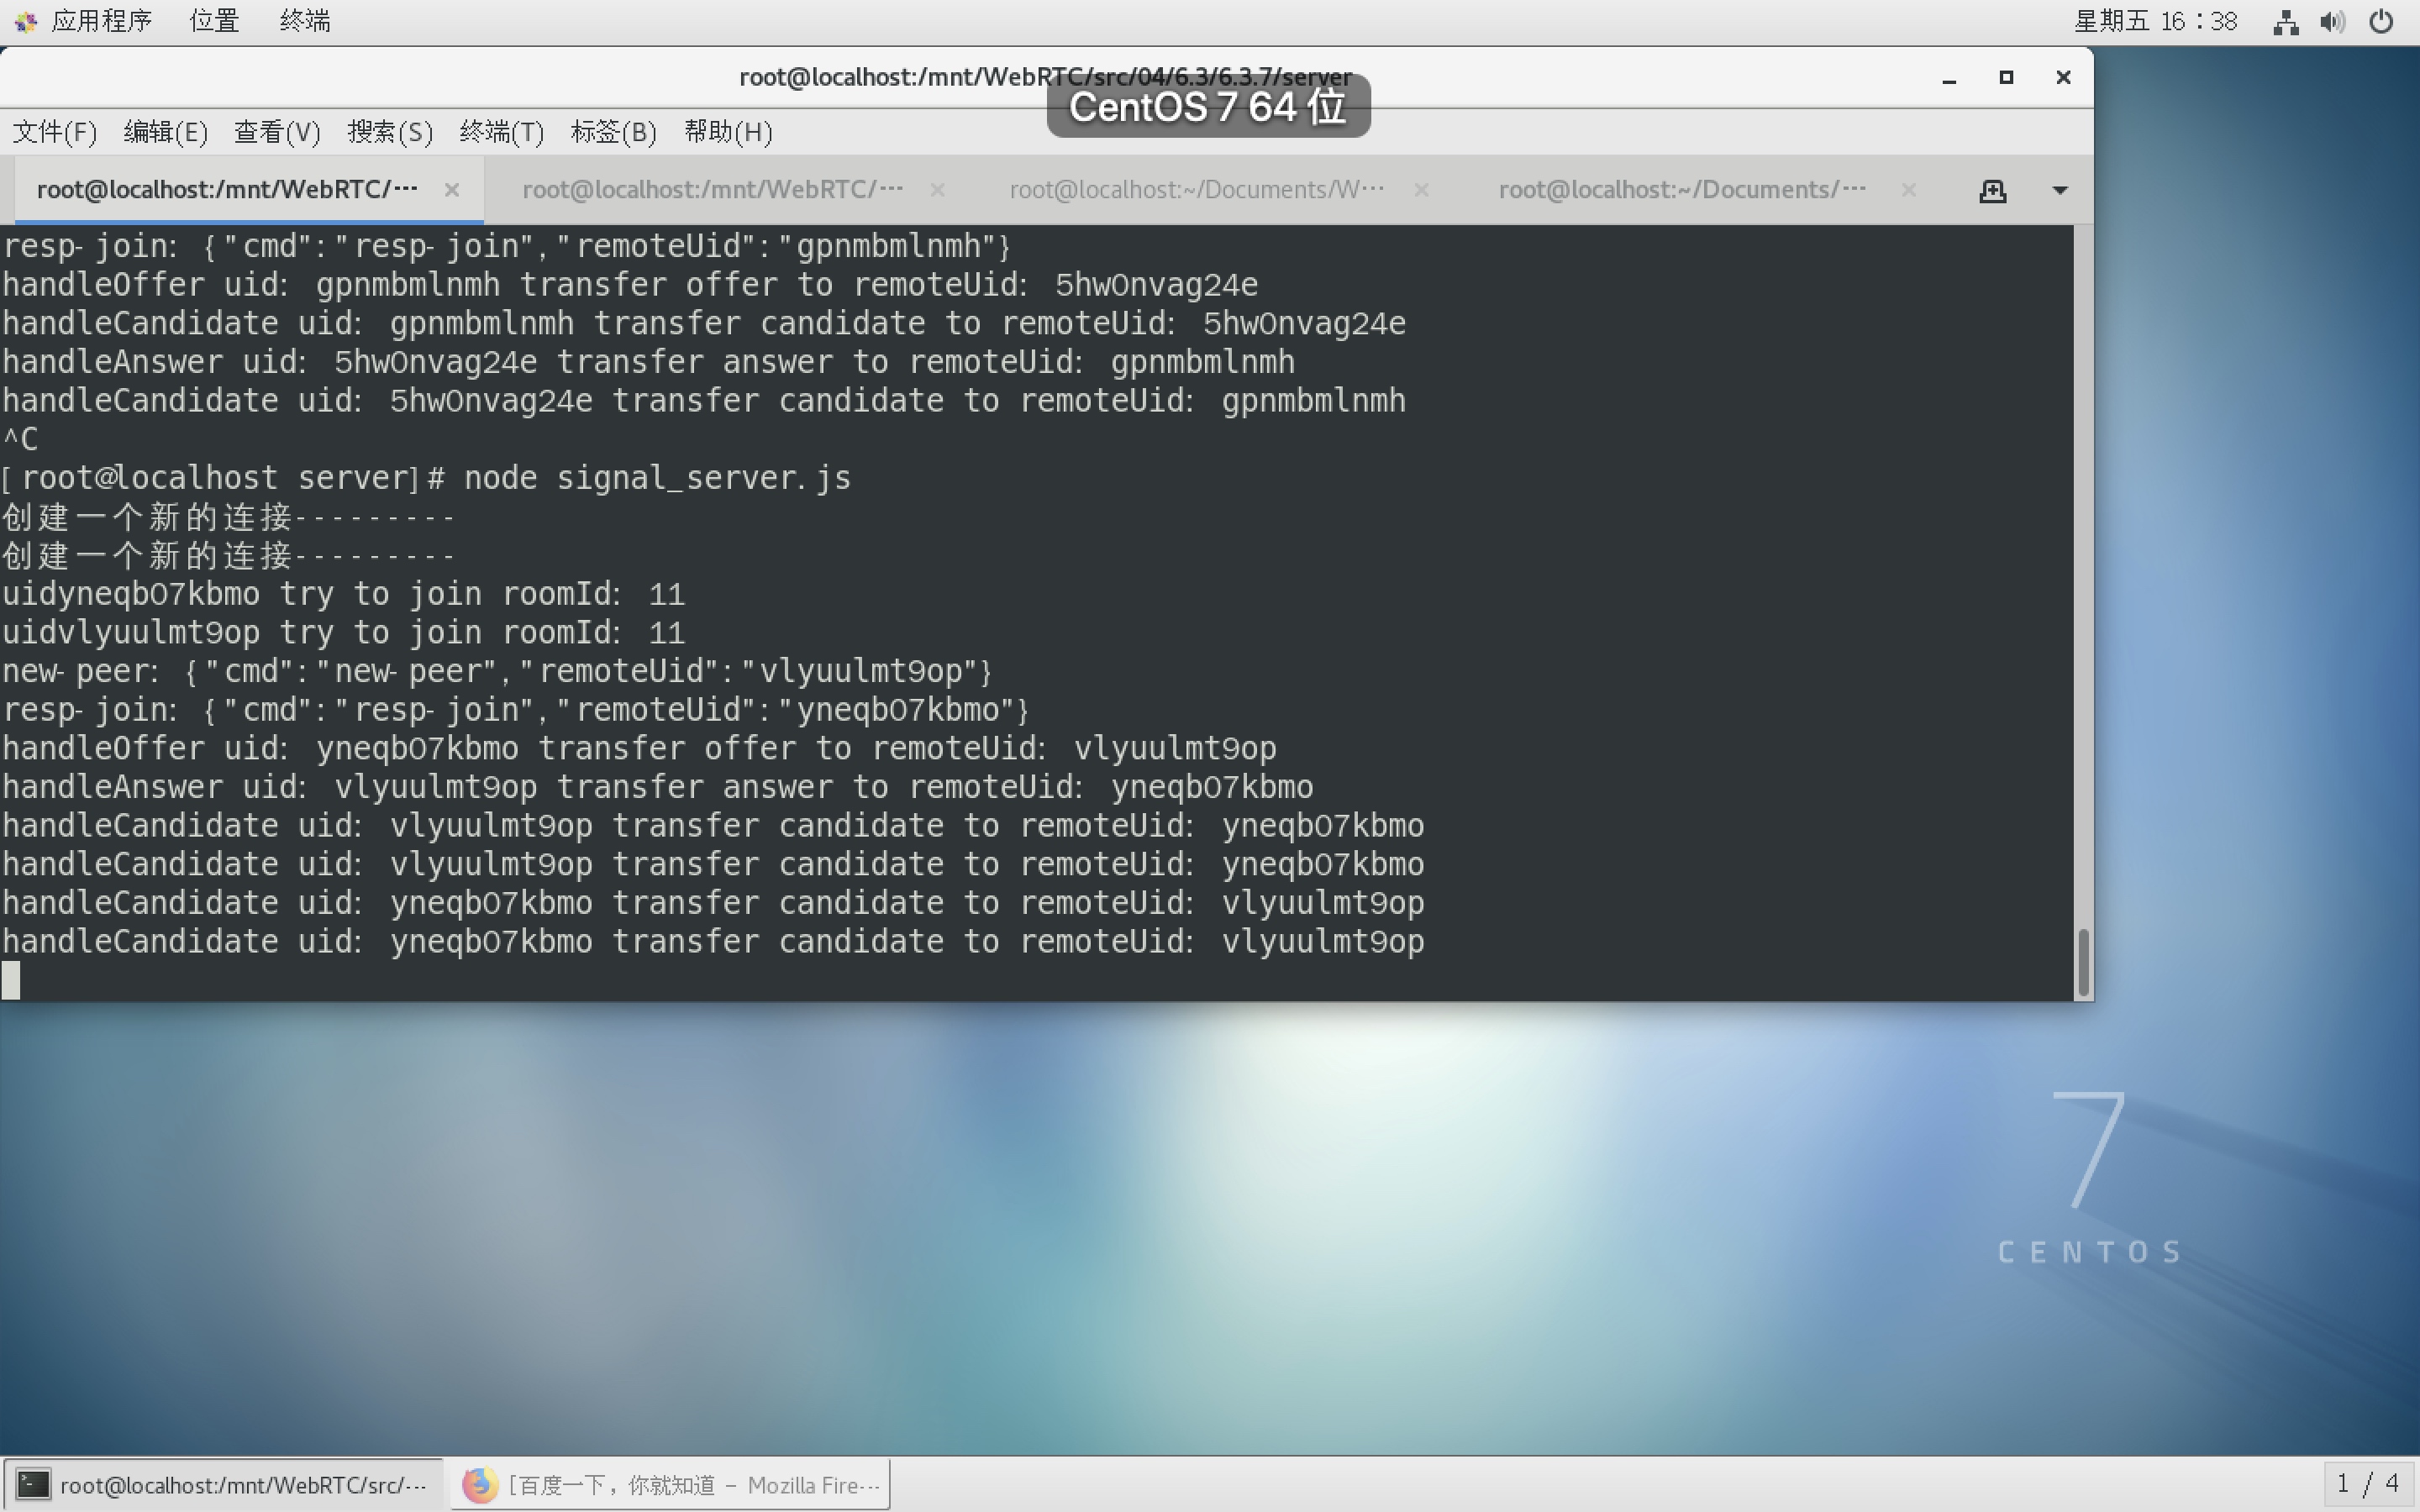 应用程序 位置 终端 星期五 16：38
root@localhost:/mnt/WebRTC/src/04/6.3/6.3.7/server
CentOS 7 64 位
文件(F) 编辑(E) 查看(V) 搜索(S) 终端(T) 标签(B) 帮助(H)
root@localhost:/mnt/WebRTC/··· root@localhost:/mnt/WebRTC/··· root@localhost:~/Documents/W··· root@localhost:~/Documents/···
resp-join: {"cmd":"resp-join","remoteUid":"gpnmbmlnmh"}
handleOffer uid: gpnmbmlnmh transfer offer to remoteUid: 5hw0nvag24e
handleCandidate uid: gpnmbmlnmh transfer candidate to remoteUid: 5hw0nvag24e
handleAnswer uid: 5hw0nvag24e transfer answer to remoteUid: gpnmbmlnmh
handleCandidate uid: 5hw0nvag24e transfer candidate to remoteUid: gpnmbmlnmh
^C
[root@localhost server]# node signal_server.js
创建一个新的连接---------
创建一个新的连接---------
uidyneqb07kbmo try to join roomId: 11
uidvlyuulmt9op try to join roomId: 11
new-peer: {"cmd":"new-peer","remoteUid":"vlyuulmt9op"}
resp-join: {"cmd":"resp-join","remoteUid":"yneqb07kbmo"}
handleOffer uid: yneqb07kbmo transfer offer to remoteUid: vlyuulmt9op
handleAnswer uid: vlyuulmt9op transfer answer to remoteUid: yneqb07kbmo
handleCandidate uid: vlyuulmt9op transfer candidate to remoteUid: yneqb07kbmo
handleCandidate uid: vlyuulmt9op transfer candidate to remoteUid: yneqb07kbmo
handleCandidate uid: yneqb07kbmo transfer candidate to remoteUid: vlyuulmt9op
handleCandidate uid: yneqb07kbmo transfer candidate to remoteUid: vlyuulmt9op
7
CENTOS
root@localhost:/mnt/WebRTC/src/··· [百度一下，你就知道 – Mozilla Fire··· 1 / 4